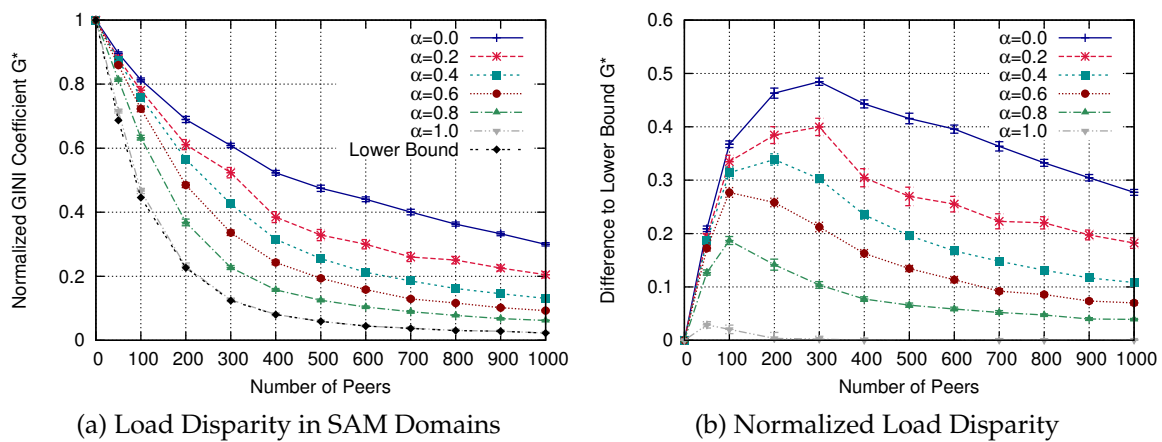 1
0.8
0.6
0.4
0.2
0
Normalized GINI Coefficient G*
α=0.0
α=0.2
α=0.4
α=0.6
α=0.8
α=1.0
Lower Bound
0 100 200 300 400 500 600 700 800 900 1000
Number of Peers
(a) Load Disparity in SAM Domains
0.6
0.5
0.4
0.3
0.2
0.1
0
Difference to Lower Bound G*
α=0.0
α=0.2
α=0.4
α=0.6
α=0.8
α=1.0
0 100 200 300 400 500 600 700 800 900 1000
Number of Peers
(b) Normalized Load Disparity